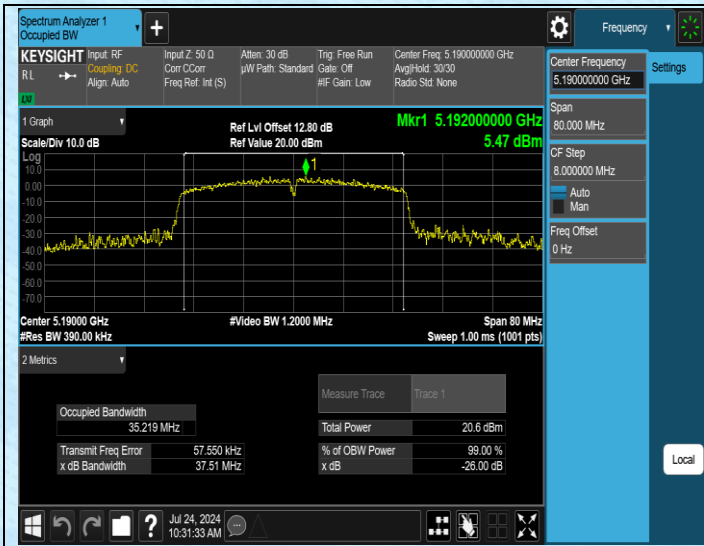 Spectrum Analyzer 1
Occupied BW
Frequency
KEYSIGHT
RL
LXI
Input: RF
Coupling: DC
Align: Auto
Input Z: 50 Ω
Corr CCorr
Freq Ref: Int (S)
Atten: 30 dB
µW Path: Standard
Trig: Free Run
Gate: Off
#IF Gain: Low
Center Freq: 5.190000000 GHz
Avg|Hold: 30/30
Radio Std: None
Center Frequency
5.190000000 GHz
Settings
Span
80.000 MHz
CF Step
8.000000 MHz
Auto
Man
Freq Offset
0 Hz
1 Graph
Scale/Div 10.0 dB
Ref Lvl Offset 12.80 dB
Ref Value 20.00 dBm
Mkr1 5.192000000 GHz
5.47 dBm
Log
1
10.0
0.00
-10.0
-20.0
-30.0
-40.0
-50.0
-60.0
-70.0
Center 5.19000 GHz
#Res BW 390.00 kHz
#Video BW 1.2000 MHz
Span 80 MHz
Sweep 1.00 ms (1001 pts)
2 Metrics
Measure Trace
Trace 1
Occupied Bandwidth
35.219 MHz
Total Power 20.6 dBm
Transmit Freq Error 57.550 kHz
% of OBW Power 99.00 %
x dB Bandwidth 37.51 MHz
x dB -26.00 dB
Local
?
Jul 24, 2024
10:31:33 AM